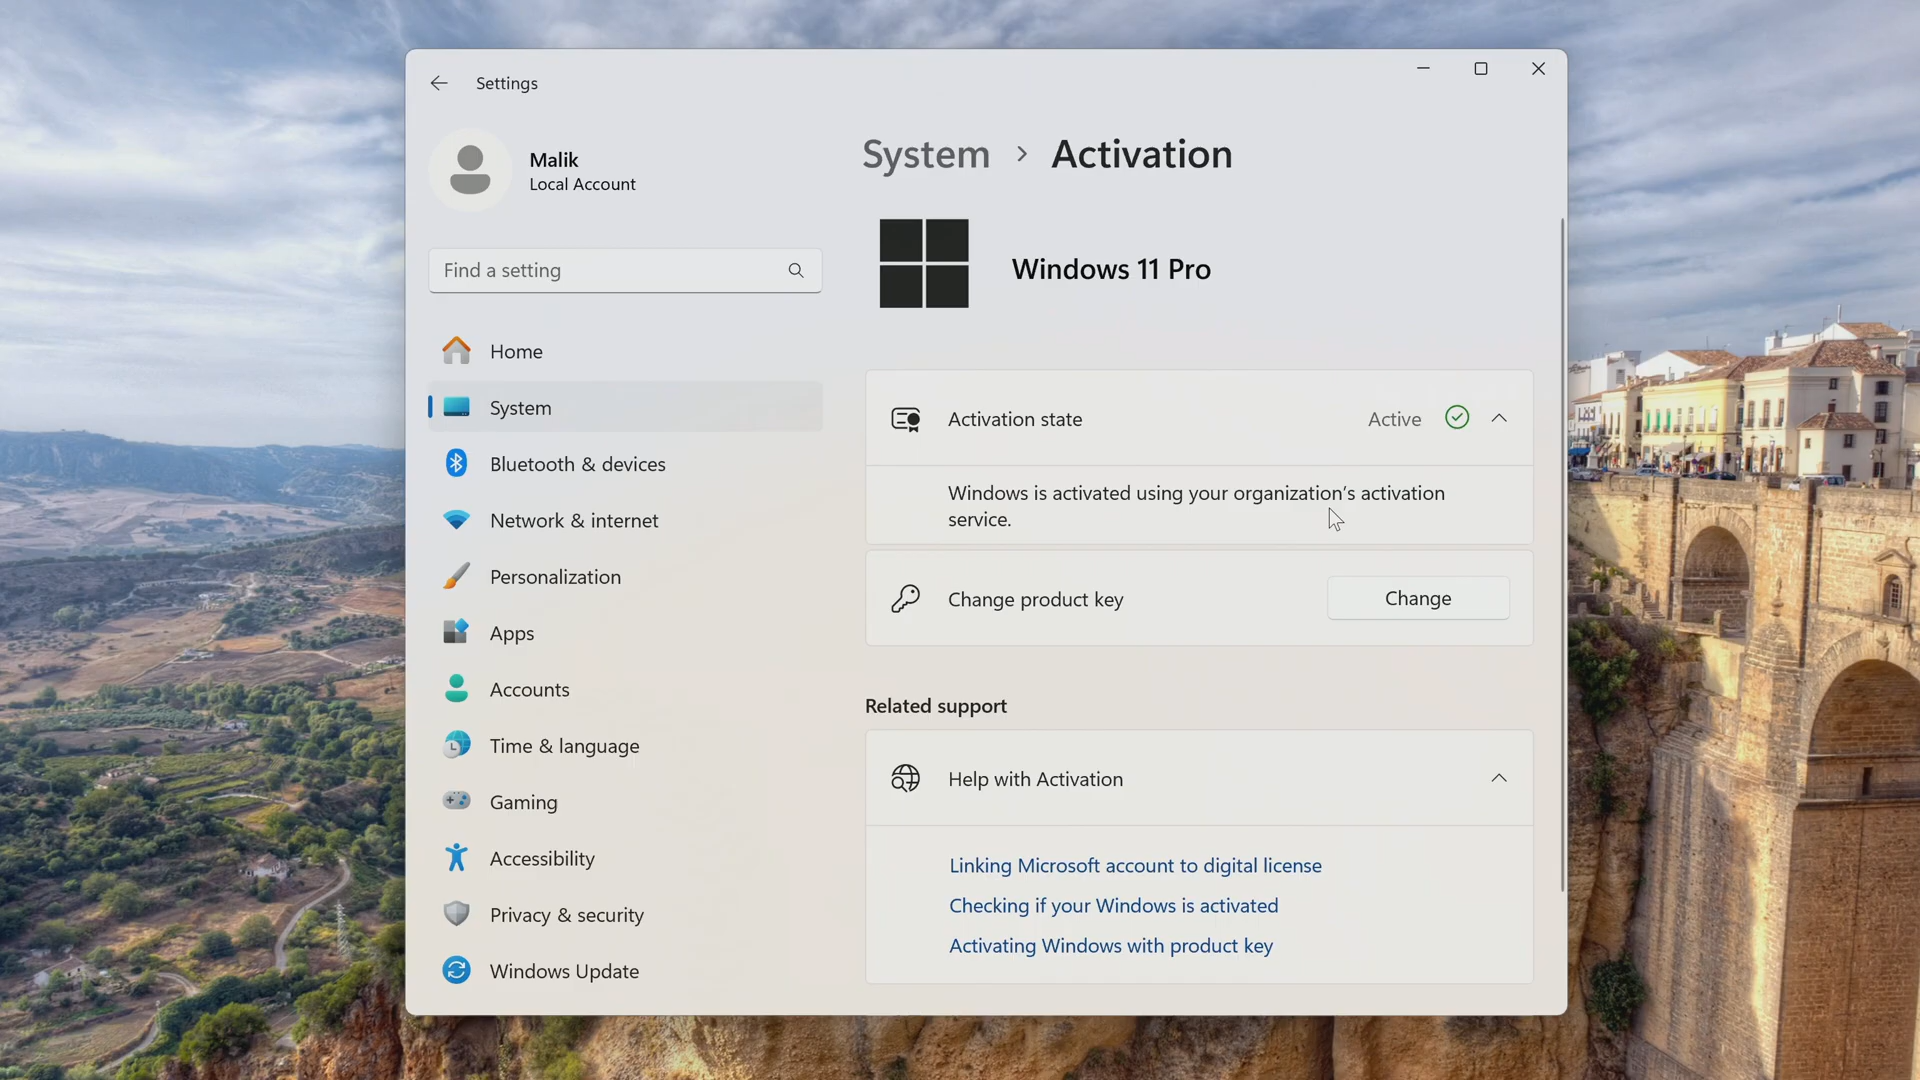 Settings
Malik
Local Account
Find a setting
Home
System
Bluetooth & devices
Network & internet
Personalization
Apps
Accounts
Time & language
Gaming
Accessibility
Privacy & security
Windows Update
System > Activation
Windows 11 Pro
Activation state
Active
Windows is activated using your organization's activation
service.
Change product key
Change
Related support
Help with Activation
Linking Microsoft account to digital license
Checking if your Windows is activated
Activating Windows with product key